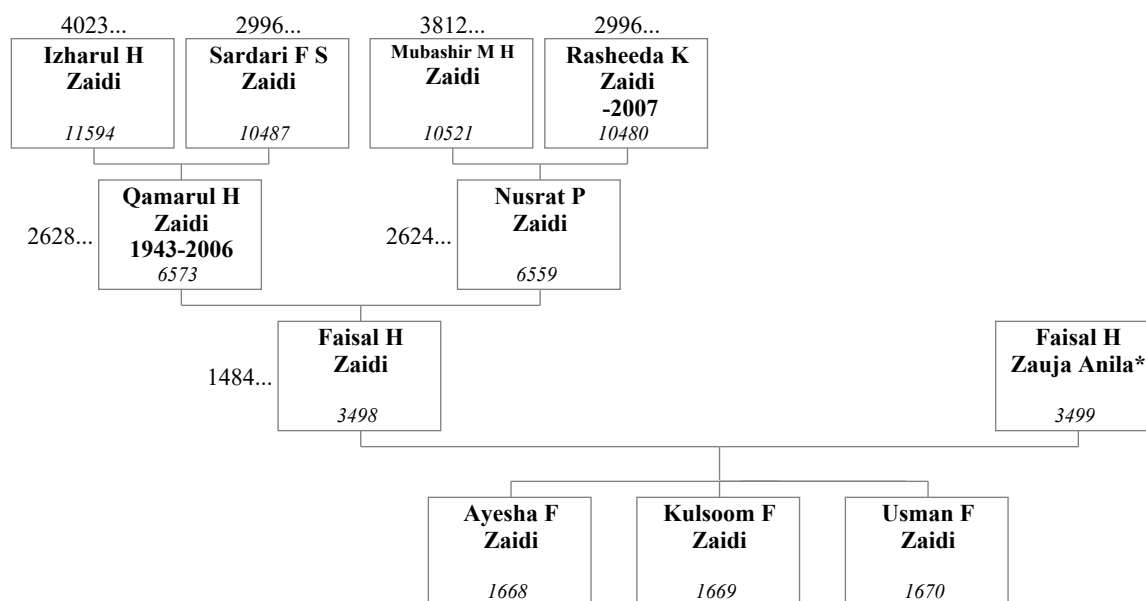 4023...
2996...
3812...
2996...
Izharul H
Zaidi
11594
Sardari F S
Zaidi
10487
Mubashir M H
Zaidi
10521
Rasheeda K
Zaidi
-2007
10480
2628...
Qamarul H
Zaidi
1943-2006
6573
2624...
Nusrat P
Zaidi
6559
1484...
Faisal H
Zaidi
3498
Faisal H
Zauja Anila*
3499
Ayesha F
Zaidi
1668
Kulsoom F
Zaidi
1669
Usman F
Zaidi
1670